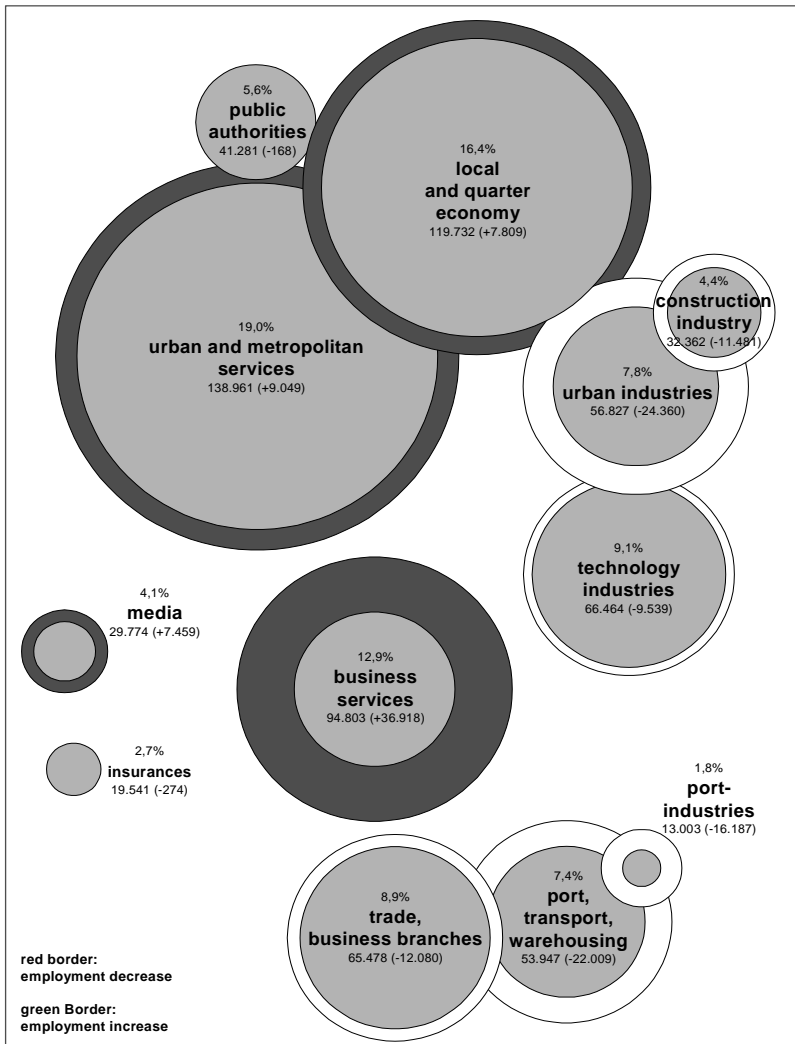 5,6%
public
authorities
41.281 (-168)
16,4%
local
and quarter
economy
119.732 (+7.809)
4,4%
construction
industry
32.362 (-11.481)
19,0%
urban and metropolitan
services
138.961 (+9.049)
7,8%
urban industries
56.827 (-24.360)
9,1%
technology
industries
66.464 (-9.539)
4,1%
media
29.774 (+7.459)
12,9%
business
services
94.803 (+36.918)
2,7%
insurances
19.541 (-274)
1,8%
port-
industries
13.003 (-16.187)
8,9%
trade,
business branches
65.478 (-12.080)
7,4%
port,
transport,
warehousing
53.947 (-22.009)
red border:
employment decrease
green Border:
employment increase